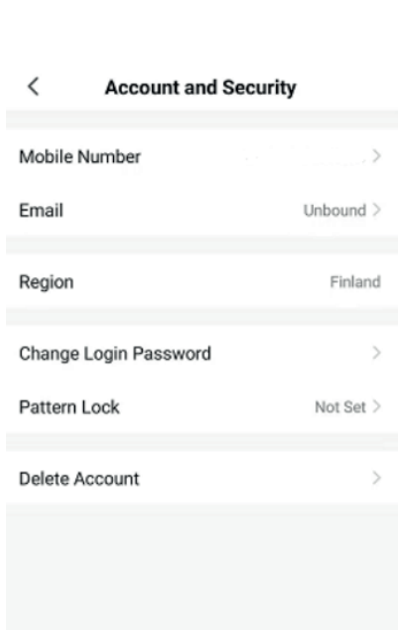 Account and Security
Mobile Number
Email Unbound
Region Finland
Change Login Password
Pattern Lock Not Set
Delete Account